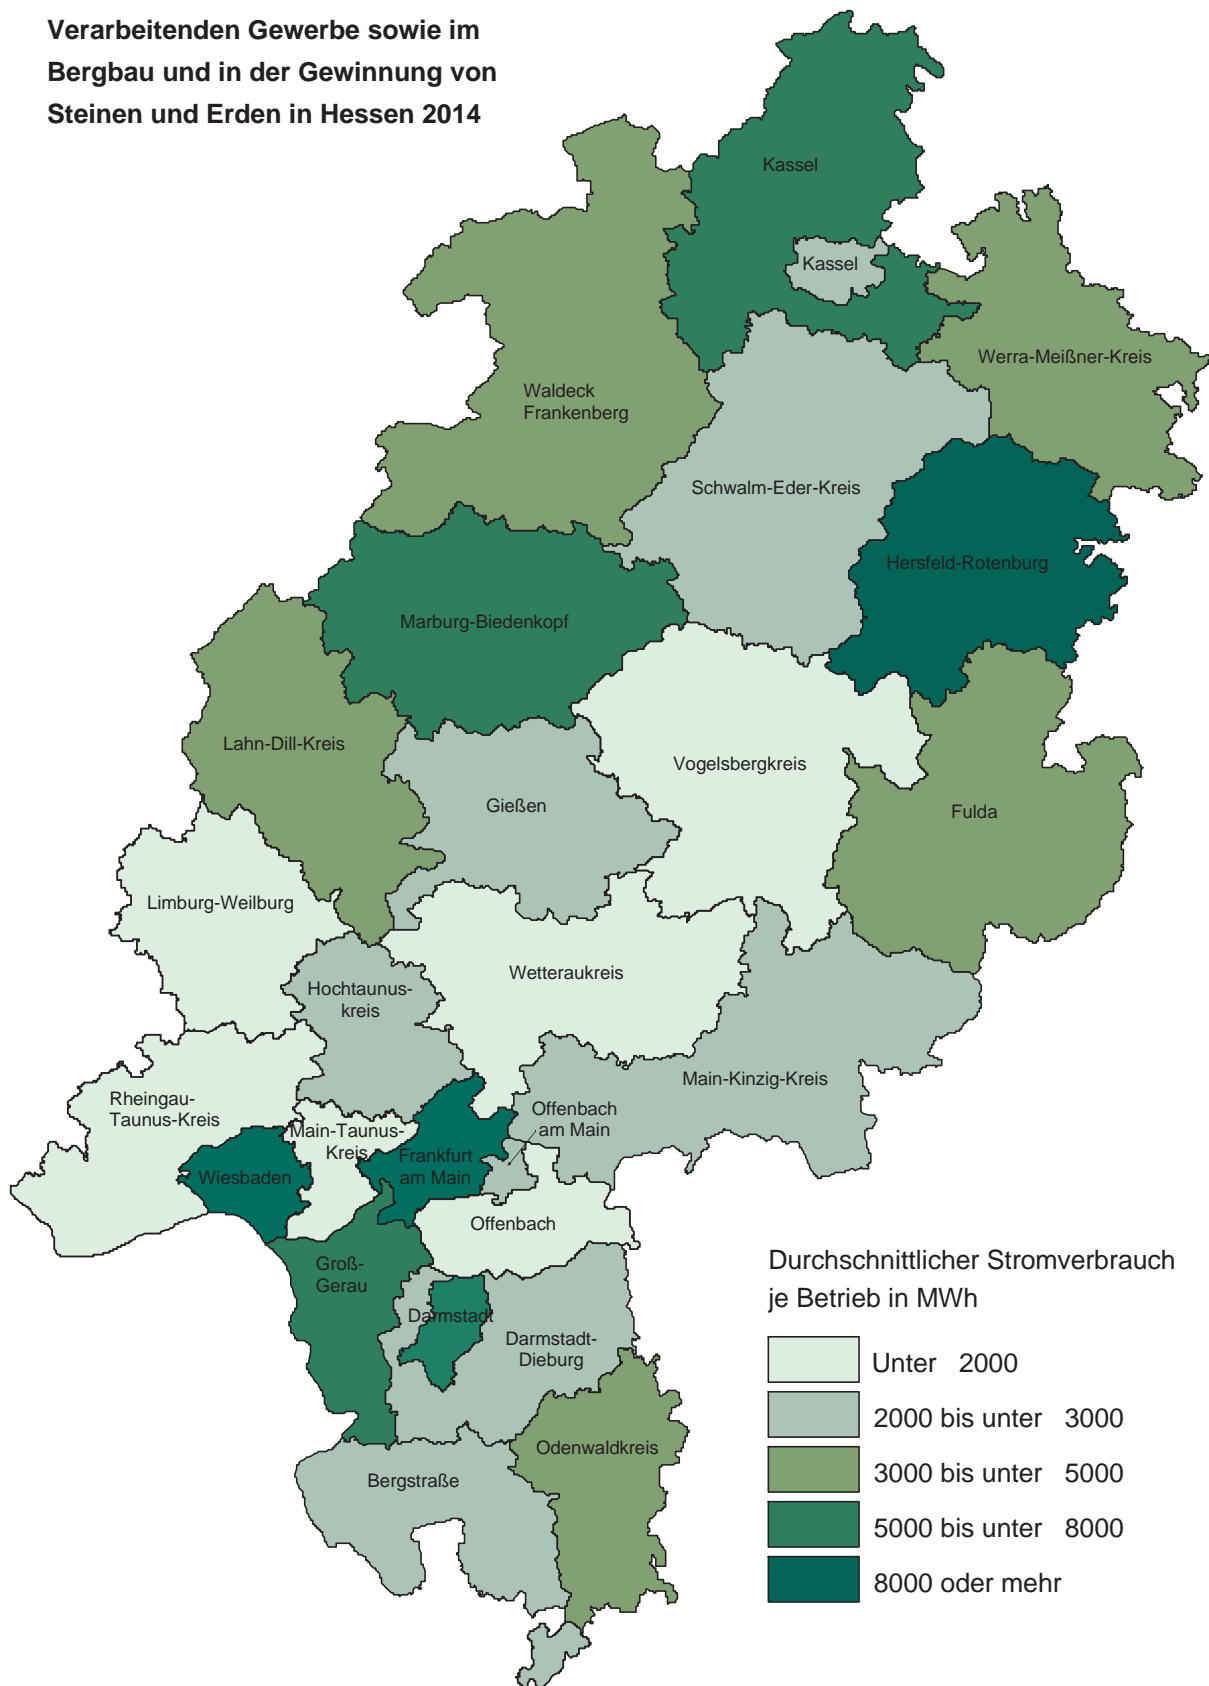 Verarbeitenden Gewerbe sowie im
Bergbau und in der Gewinnung von
Steinen und Erden in Hessen 2014
Kassel
Kassel
Werra-Meißner-Kreis
Waldeck
Frankenberg
Schwalm-Eder-Kreis
Hersfeld-Rotenburg
Marburg-Biedenkopf
Lahn-Dill-Kreis
Vogelsbergkreis
Gießen
Fulda
Limburg-Weilburg
Wetteraukreis
Hochtaunus-
kreis
Main-Kinzig-Kreis
Rheingau-
Taunus-Kreis
Offenbach
am Main
Main-Taunus-
Kreis
Frankfurt
am Main
Wiesbaden
Offenbach
Groß-
Gerau
Darmstadt
Darmstadt-
Dieburg
Odenwaldkreis
Bergstraße
Durchschnittlicher Stromverbrauch
je Betrieb in MWh
Unter 2000
2000 bis unter 3000
3000 bis unter 5000
5000 bis unter 8000
8000 oder mehr